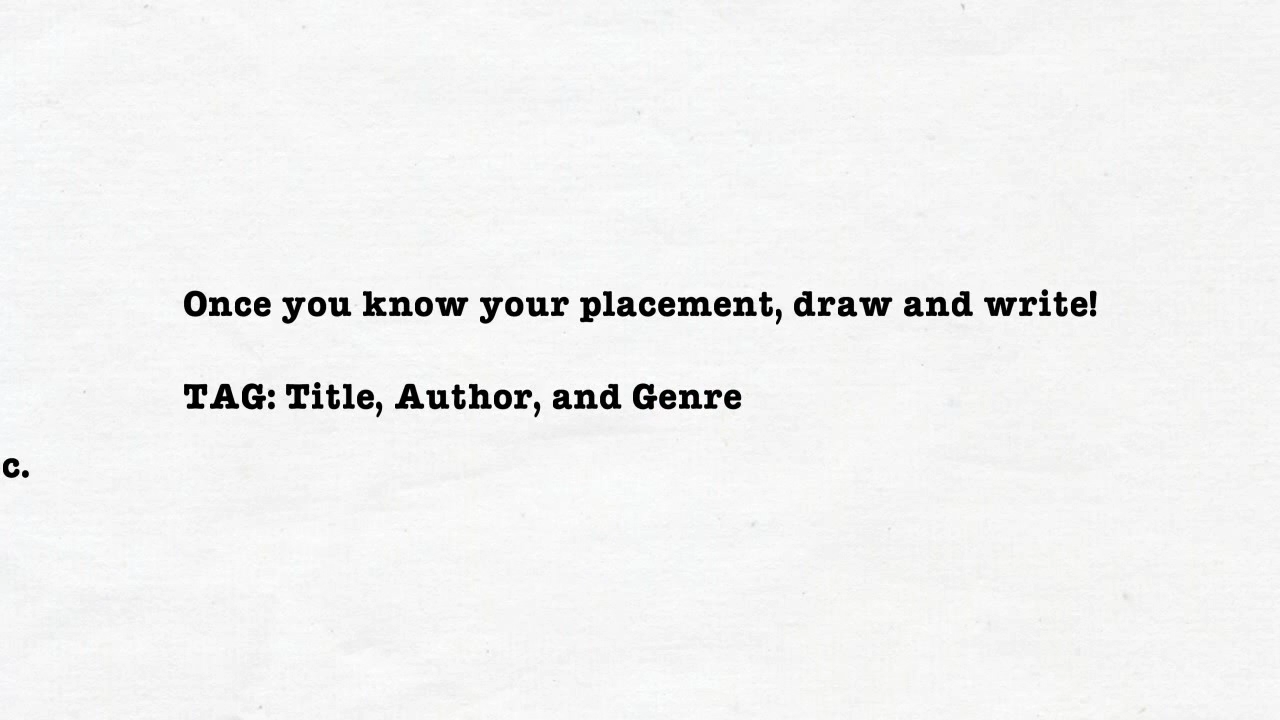 Once you know your placement, draw and write!
TAG: Title, Author, and Genre
c.